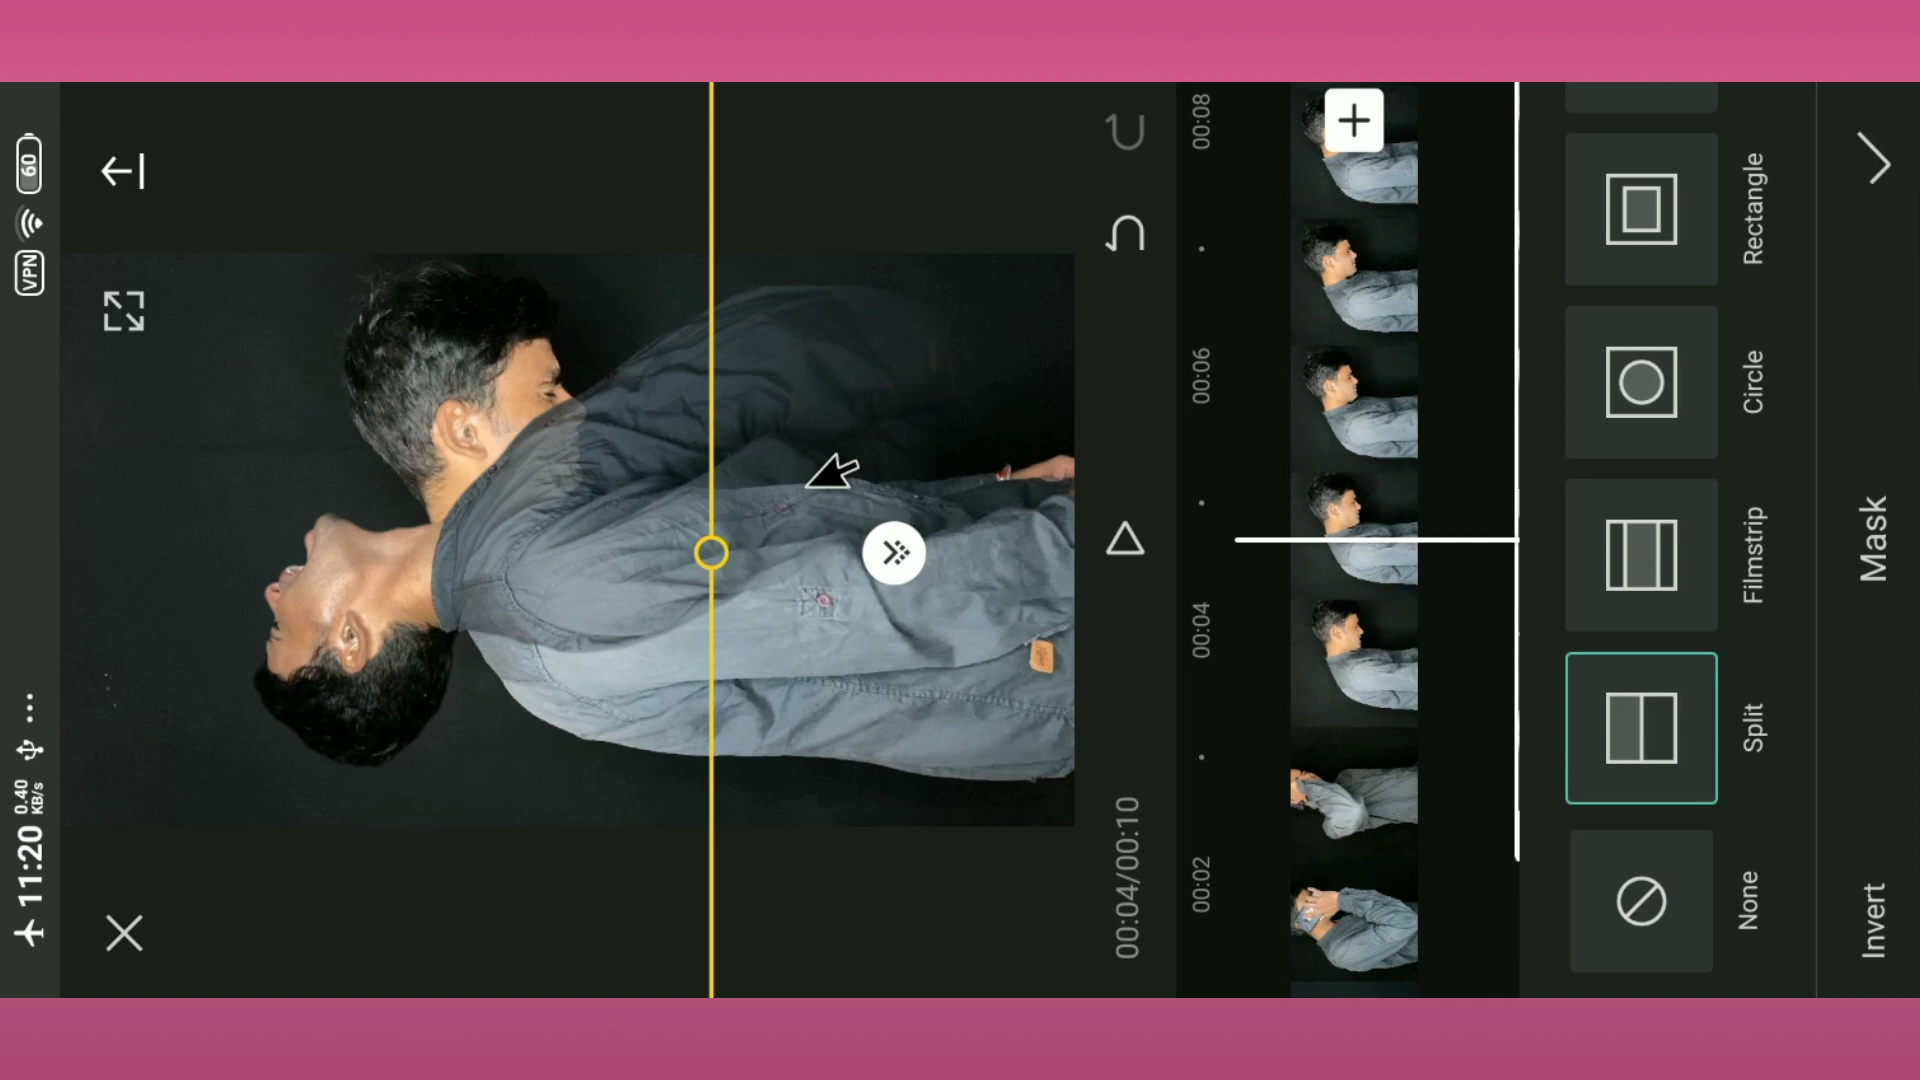 11:20
0.40
KB/s
VPN
60
00:04/00:10
00:02
00:04
00:06
00:08
None
Split
Filmstrip
Circle
Rectangle
Invert
Mask